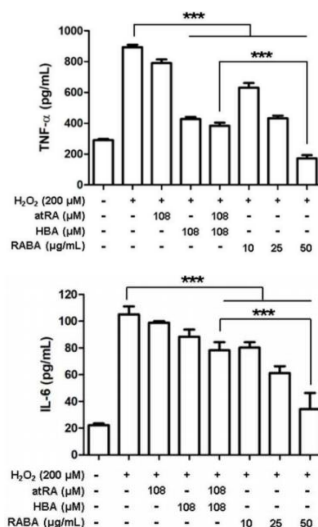 ***
***
1000
800
600
400
200
0
TNF-α
(pg/mL)
H₂O₂ (200 μM) - + + + + + + +
atRA (μM) - - 108 - 108 - - -
HBA (μM) - - - 108 108 - - -
RABA (μg/mL) - - - - - 10 25 50
***
***
120
100
80
60
40
20
0
IL-6
(pg/mL)
H₂O₂ (200 μM) - + + + + + + +
atRA (μM) - - 108 - 108 - - -
HBA (μM) - - - 108 108 - - -
RABA (μg/mL) - - - - - 10 25 50